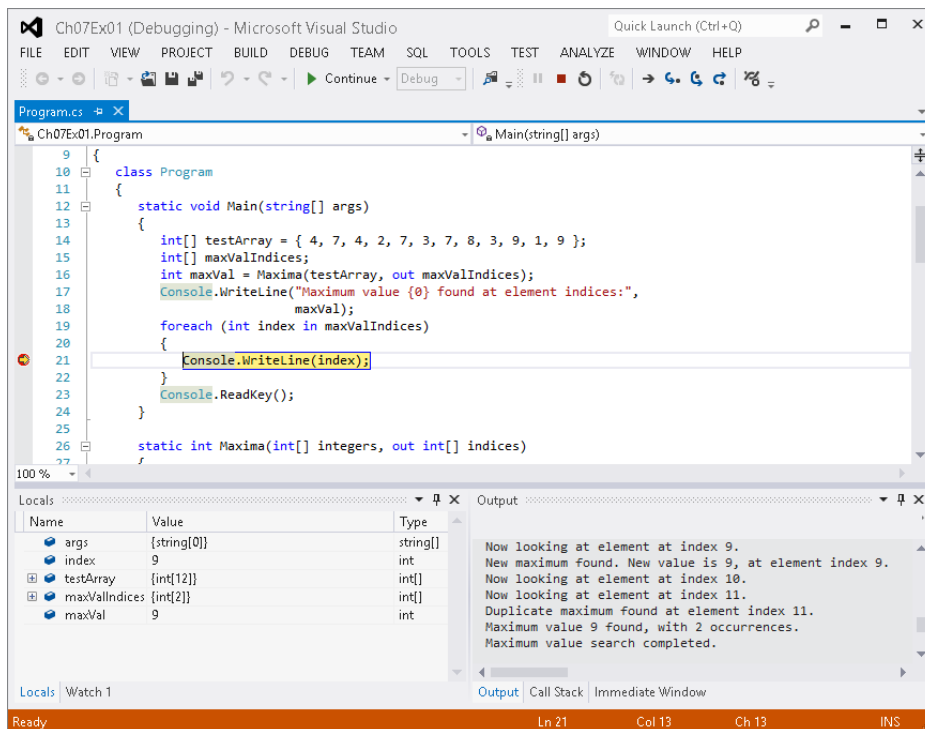 Ch07Ex01 (Debugging) - Microsoft Visual Studio
Quick Launch (Ctrl+Q)
FILE EDIT VIEW PROJECT BUILD DEBUG TEAM SQL TOOLS TEST ANALYZE WINDOW HELP
Continue Debug
Program.cs
Ch07Ex01.Program Main(string[] args)
9 {
10 class Program
11 {
12 static void Main(string[] args)
13 {
14 int[] testArray = { 4, 7, 4, 2, 7, 3, 7, 8, 3, 9, 1, 9 };
15 int[] maxValIndices;
16 int maxVal = Maxima(testArray, out maxValIndices);
17 Console.WriteLine("Maximum value {0} found at element indices:",
18 maxVal);
19 foreach (int index in maxValIndices)
20 {
21 Console.WriteLine(index);
22 }
23 Console.ReadKey();
24 }
25
26 static int Maxima(int[] integers, out int[] indices)
27 {
100 %
Locals
Name Value Type
args {string[0]} string[]
index 9 int
testArray {int[12]} int[]
maxValIndices {int[2]} int[]
maxVal 9 int
Locals Watch 1
Output
Now looking at element at index 9.
New maximum found. New value is 9, at element index 9.
Now looking at element at index 10.
Now looking at element at index 11.
Duplicate maximum found at element index 11.
Maximum value 9 found, with 2 occurrences.
Maximum value search completed.
Output Call Stack Immediate Window
Ready Ln 21 Col 13 Ch 13 INS